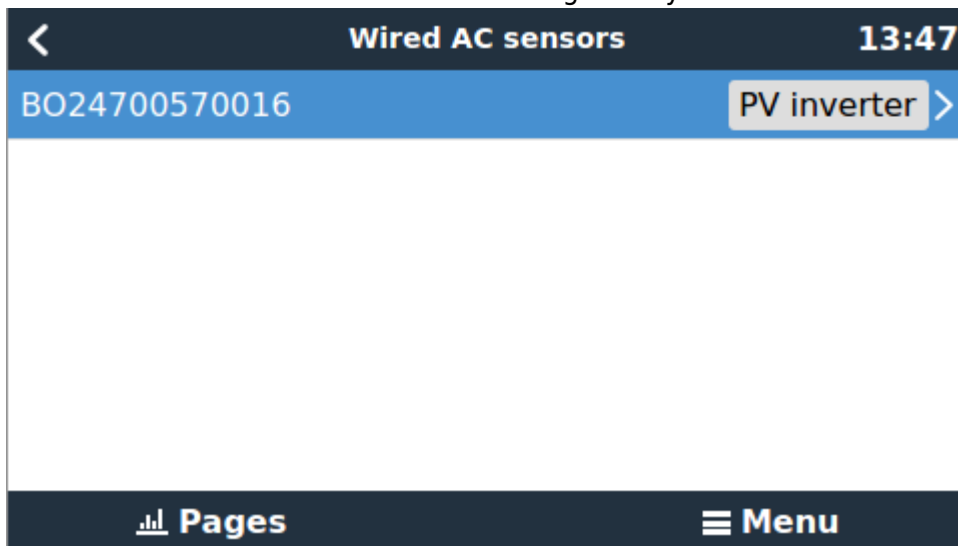 Wired AC sensors 13:47
BO24700570016 PV inverter
Pages Menu